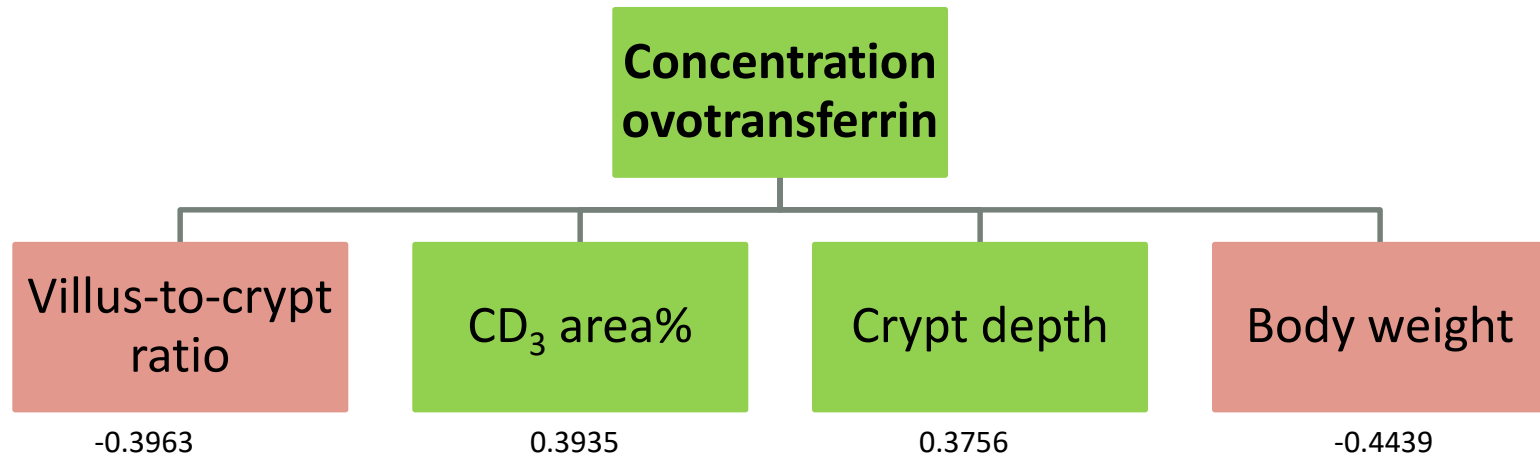 Concentration
ovotransferrin
Villus-to-crypt
ratio
CD₃ area%
Crypt depth
Body weight
-0.3963
0.3935
0.3756
-0.4439